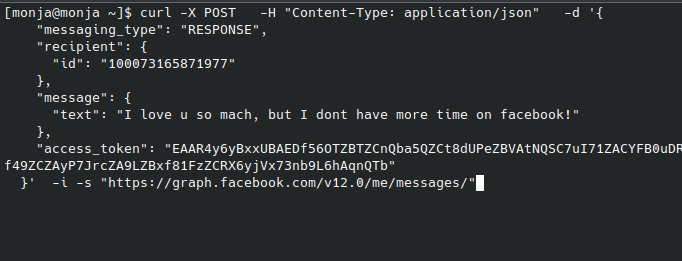 [monja@monja ~]$ curl -X POST   -H "Content-Type: application/json"   -d '{
    "messaging_type": "RESPONSE",
    "recipient": {
      "id": "100073165871977"
    },
    "message": {
      "text": "I love u so mach, but I dont have more time on facebook!"
    },
    "access_token": "EAAR4y6yBxxUBAEDf56OTZBTZCnQba5QZCt8dUPeZBVAtNQSC7uI71ZACYFB0uDR
f49ZCZAyP7JrcZA9LZBxf81FzZCRX6yjVx73nb9L6hAqnQTb"
  }'  -i -s "https://graph.facebook.com/v12.0/me/messages/"